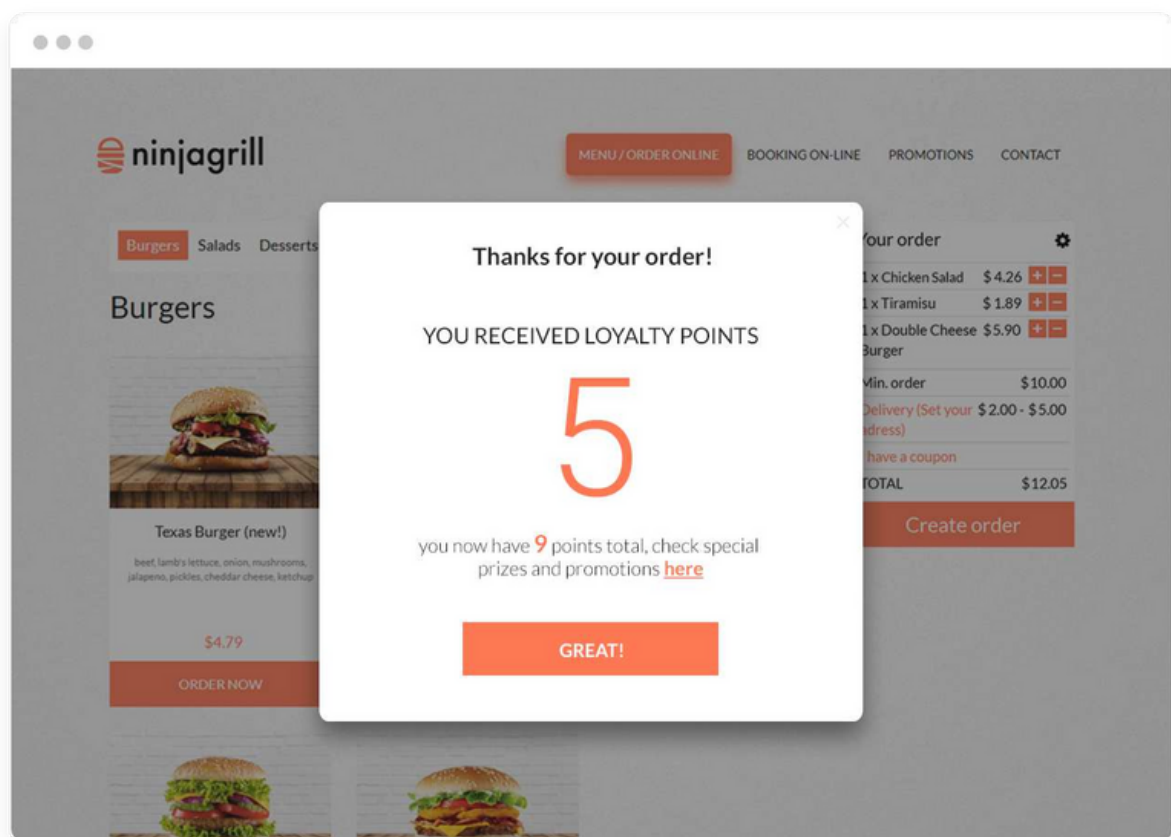 ninjagrill
MENU / ORDER ONLINE BOOKING ON-LINE PROMOTIONS CONTACT
Burgers Salads Desserts
Burgers
Texas Burger (new!)
beef, lamb's lettuce, onion, mushrooms,
jalapeno, pickles, cheddar cheese, ketchup
$4.79
ORDER NOW
Thanks for your order!
YOU RECEIVED LOYALTY POINTS
5
you now have 9 points total, check special
prizes and promotions here
GREAT!
Your order
1 x Chicken Salad $ 4.26 + −
1 x Tiramisu $ 1.89 + −
1 x Double Cheese $5.90 + −
Burger
Min. order $10.00
Delivery (Set your $ 2.00 - $ 5.00
adress)
have a coupon
TOTAL $12.05
Create order